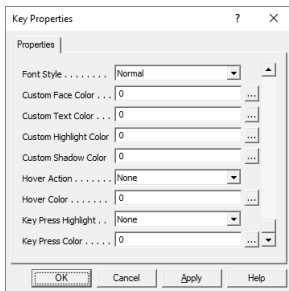 Key Properties ? ×
Properties
Font Style . . . . . . . . Normal
Custom Face Color . . . 0 ...
Custom Text Color . . . 0 ...
Custom Highlight Color 0 ...
Custom Shadow Color 0 ...
Hover Action . . . . . . . None
Hover Color . . . . . . . 0 ...
Key Press Highlight . . None
Key Press Color . . . . . 0 ...
OK Cancel Apply Help